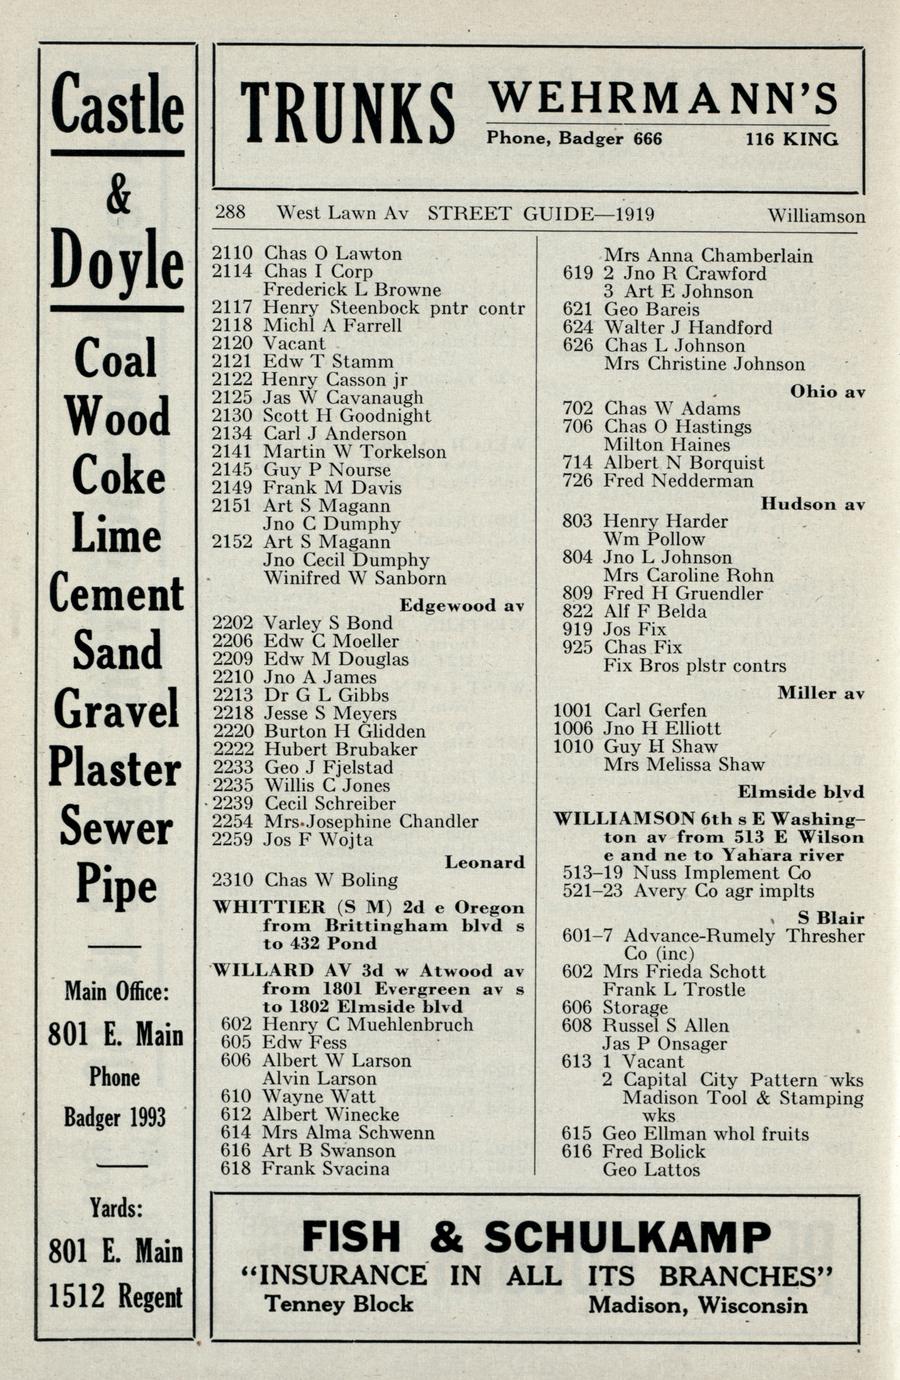 Castle
&
Doyle
Coal
Wood
Coke
Lime
Cement
Sand
Gravel
Plaster
Sewer
Pipe
Main Office:
801 E. Main
Phone
Badger 1993
Yards:
801 E. Main
1512 Regent
TRUNKS WEHRMANN'S
Phone, Badger 666 116 KING
288 West Lawn Av STREET GUIDE—1919 Williamson
2110 Chas O Lawton
2114 Chas I Corp
Frederick L Browne
2117 Henry Steenbock pntr contr
2118 Michl A Farrell
2120 Vacant
2121 Edw T Stamm
2122 Henry Casson jr
2125 Jas W Cavanaugh
2130 Scott H Goodnight
2134 Carl J Anderson
2141 Martin W Torkelson
2145 Guy P Nourse
2149 Frank M Davis
2151 Art S Magann
Jno C Dumphy
2152 Art S Magann
Jno Cecil Dumphy
Winifred W Sanborn
Edgewood av
2202 Varley S Bond
2206 Edw C Moeller
2209 Edw M Douglas
2210 Jno A James
2213 Dr G L Gibbs
2218 Jesse S Meyers
2220 Burton H Glidden
2222 Hubert Brubaker
2233 Geo J Fjelstad
2235 Willis C Jones
2239 Cecil Schreiber
2254 Mrs Josephine Chandler
2259 Jos F Wojta
Leonard
2310 Chas W Boling
WHITTIER (S M) 2d e Oregon
from Brittingham blvd s
to 432 Pond
WILLARD AV 3d w Atwood av
from 1801 Evergreen av s
to 1802 Elmside blvd
602 Henry C Muehlenbruch
605 Edw Fess
606 Albert W Larson
Alvin Larson
610 Wayne Watt
612 Albert Winecke
614 Mrs Alma Schwenn
616 Art B Swanson
618 Frank Svacina
Mrs Anna Chamberlain
619 2 Jno R Crawford
3 Art E Johnson
621 Geo Bareis
624 Walter J Handford
626 Chas L Johnson
Mrs Christine Johnson
Ohio av
702 Chas W Adams
706 Chas O Hastings
Milton Haines
714 Albert N Borquist
726 Fred Nedderman
Hudson av
803 Henry Harder
Wm Pollow
804 Jno L Johnson
Mrs Caroline Rohn
809 Fred H Gruendler
822 Alf F Belda
919 Jos Fix
925 Chas Fix
Fix Bros plstr contrs
Miller av
1001 Carl Gerfen
1006 Jno H Elliott
1010 Guy H Shaw
Mrs Melissa Shaw
Elmside blvd
WILLIAMSON 6th s E Washing-
ton av from 513 E Wilson
e and ne to Yahara river
513–19 Nuss Implement Co
521–23 Avery Co agr implts
S Blair
601–7 Advance-Rumely Thresher
Co (inc)
602 Mrs Frieda Schott
Frank L Trostle
606 Storage
608 Russel S Allen
Jas P Onsager
613 1 Vacant
2 Capital City Pattern wks
Madison Tool & Stamping
wks
615 Geo Ellman whol fruits
616 Fred Bolick
Geo Lattos
FISH & SCHULKAMP
"INSURANCE IN ALL ITS BRANCHES"
Tenney Block Madison, Wisconsin